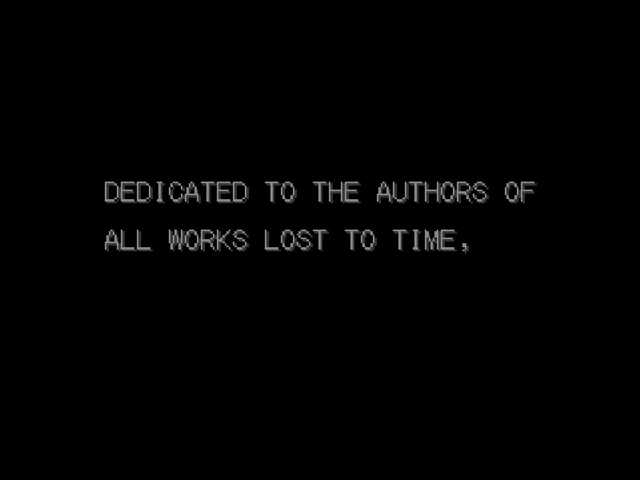 DEDICATED TO THE AUTHORS OF
ALL WORKS LOST TO TIME,